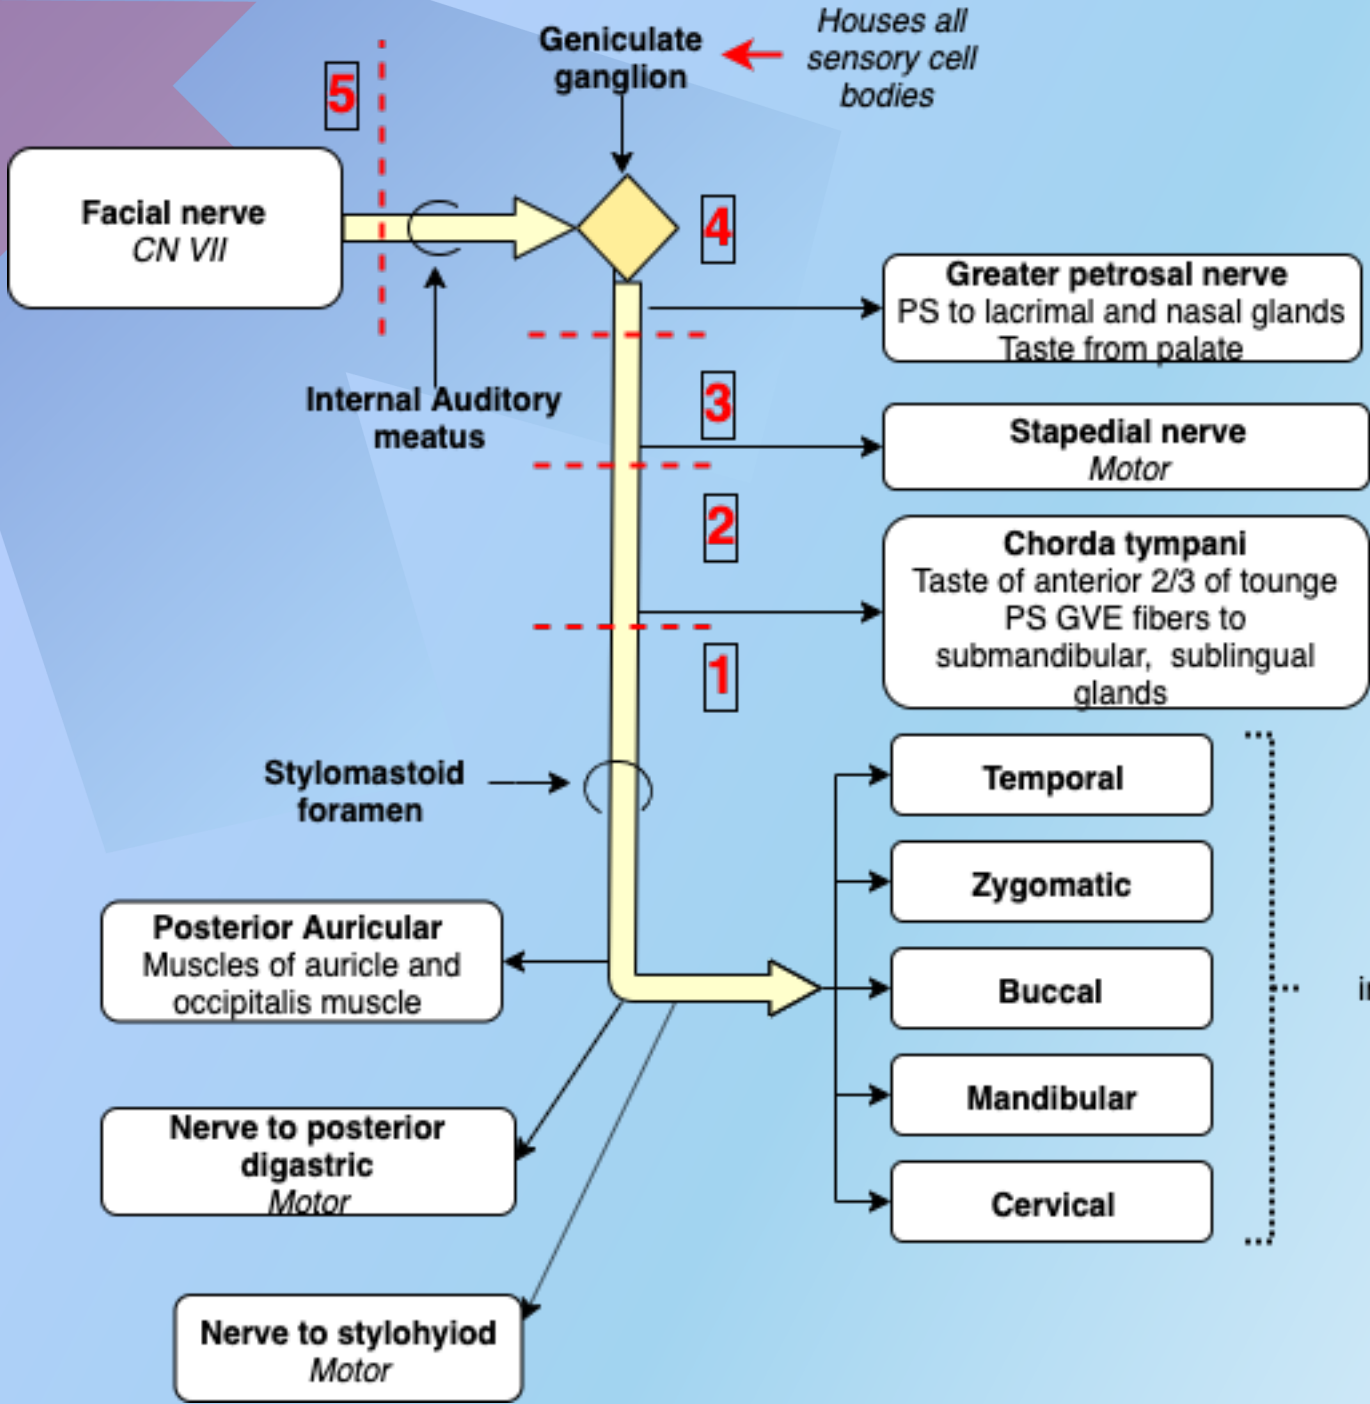 Houses all
sensory cell
bodies
Geniculate
ganglion
5
Facial nerve
CN VII
4
Greater petrosal nerve
PS to lacrimal and nasal glands
Taste from palate
Internal Auditory
meatus
3
Stapedial nerve
Motor
2
Chorda tympani
Taste of anterior 2/3 of tounge
PS GVE fibers to
submandibular, sublingual
glands
1
Stylomastoid
foramen
Temporal
Zygomatic
Posterior Auricular
Muscles of auricle and
occipitalis muscle
Buccal
Mandibular
Nerve to posterior
digastric
Motor
Cervical
Nerve to stylohyiod
Motor